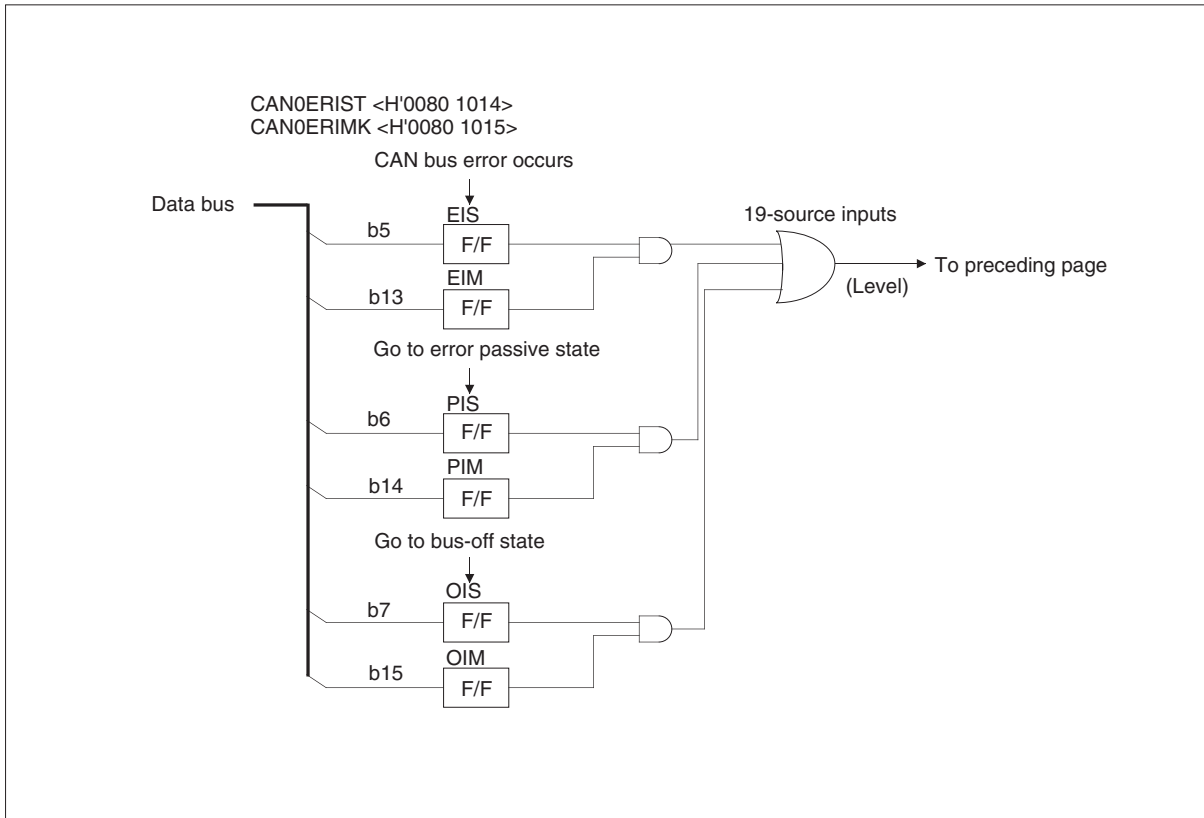 CAN0ERIST <H'0080 1014>
CAN0ERIMK <H'0080 1015>
CAN bus error occurs
Data bus
19-source inputs
b5
EIS
F/F
To preceding page
(Level)
b13
EIM
F/F
Go to error passive state
b6
PIS
F/F
b14
PIM
F/F
Go to bus-off state
b7
OIS
F/F
b15
OIM
F/F